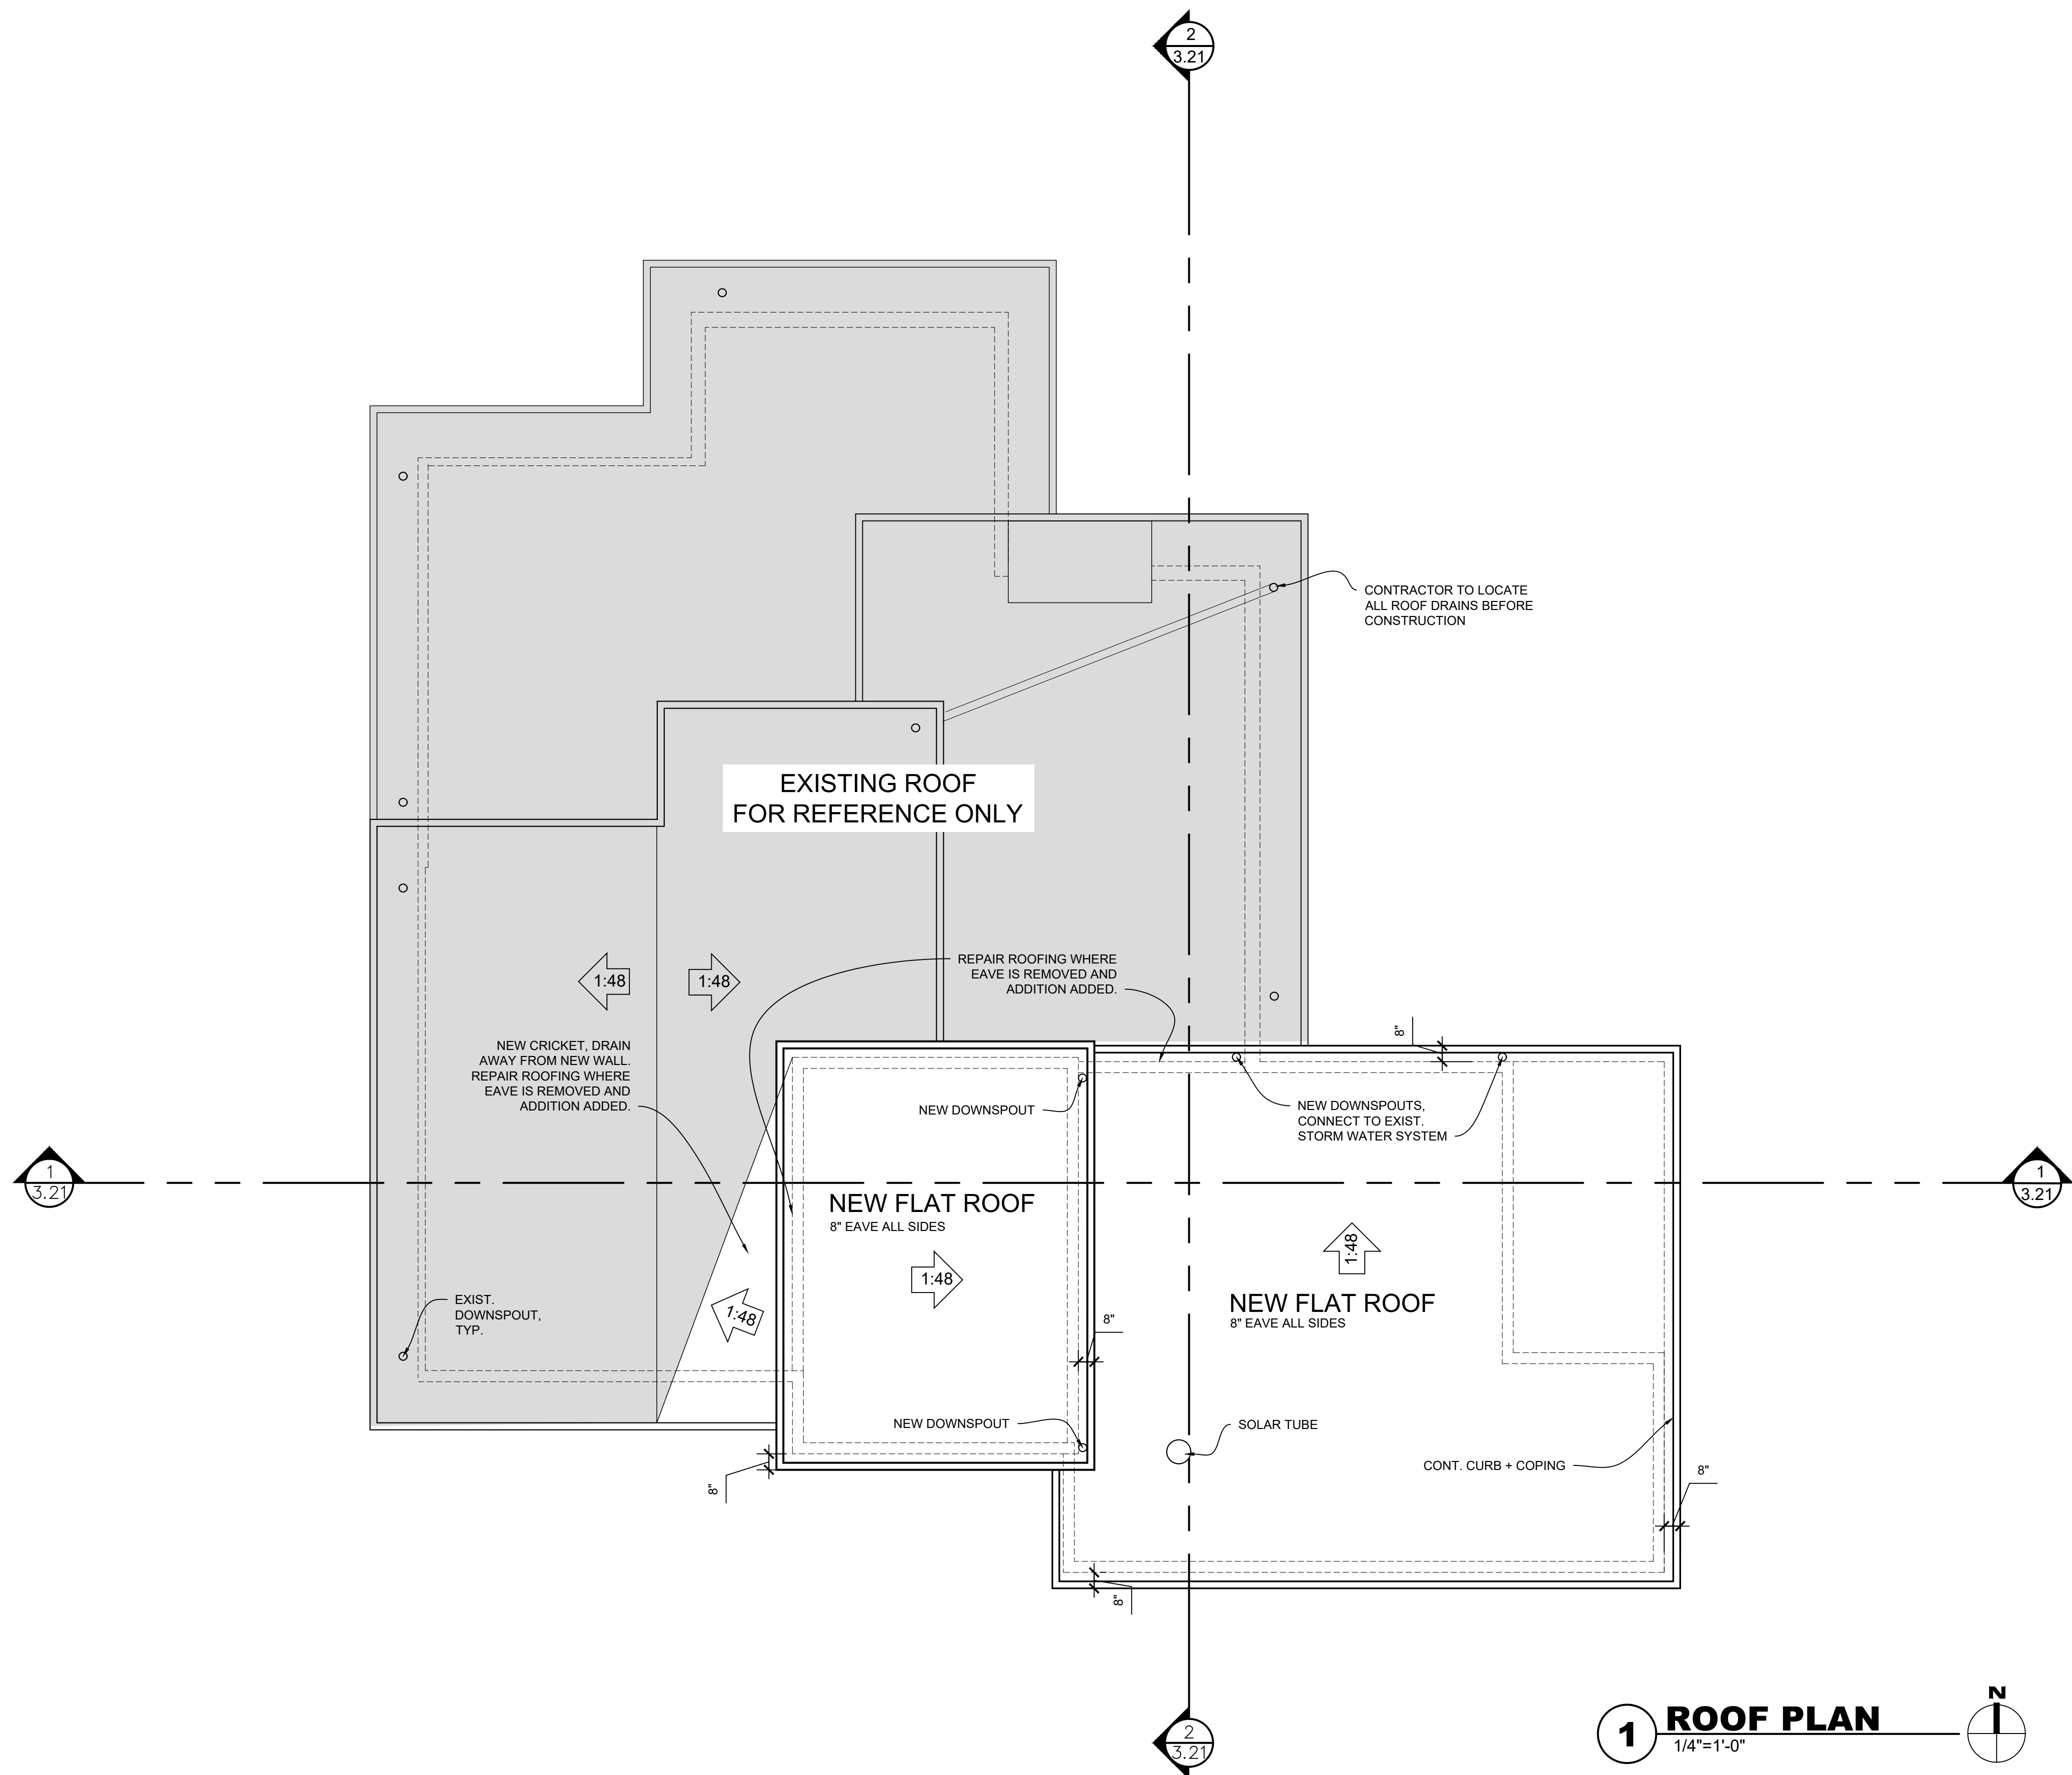 2
3.21
CONTRACTOR TO LOCATE
ALL ROOF DRAINS BEFORE
CONSTRUCTION
EXISTING ROOF
FOR REFERENCE ONLY
REPAIR ROOFING WHERE
EAVE IS REMOVED AND
ADDITION ADDED.
1:48
1:48
8"
NEW CRICKET, DRAIN
AWAY FROM NEW WALL.
REPAIR ROOFING WHERE
EAVE IS REMOVED AND
ADDITION ADDED.
NEW DOWNSPOUT
NEW DOWNSPOUTS,
CONNECT TO EXIST.
STORM WATER SYSTEM
1
3.21
1
3.21
NEW FLAT ROOF
8" EAVE ALL SIDES
1:48
1:48
1:48
NEW FLAT ROOF
8" EAVE ALL SIDES
EXIST.
DOWNSPOUT,
TYP.
8"
NEW DOWNSPOUT
SOLAR TUBE
CONT. CURB + COPING
8"
8"
8"
2
3.21
1
ROOF PLAN
1/4"=1'-0"
N